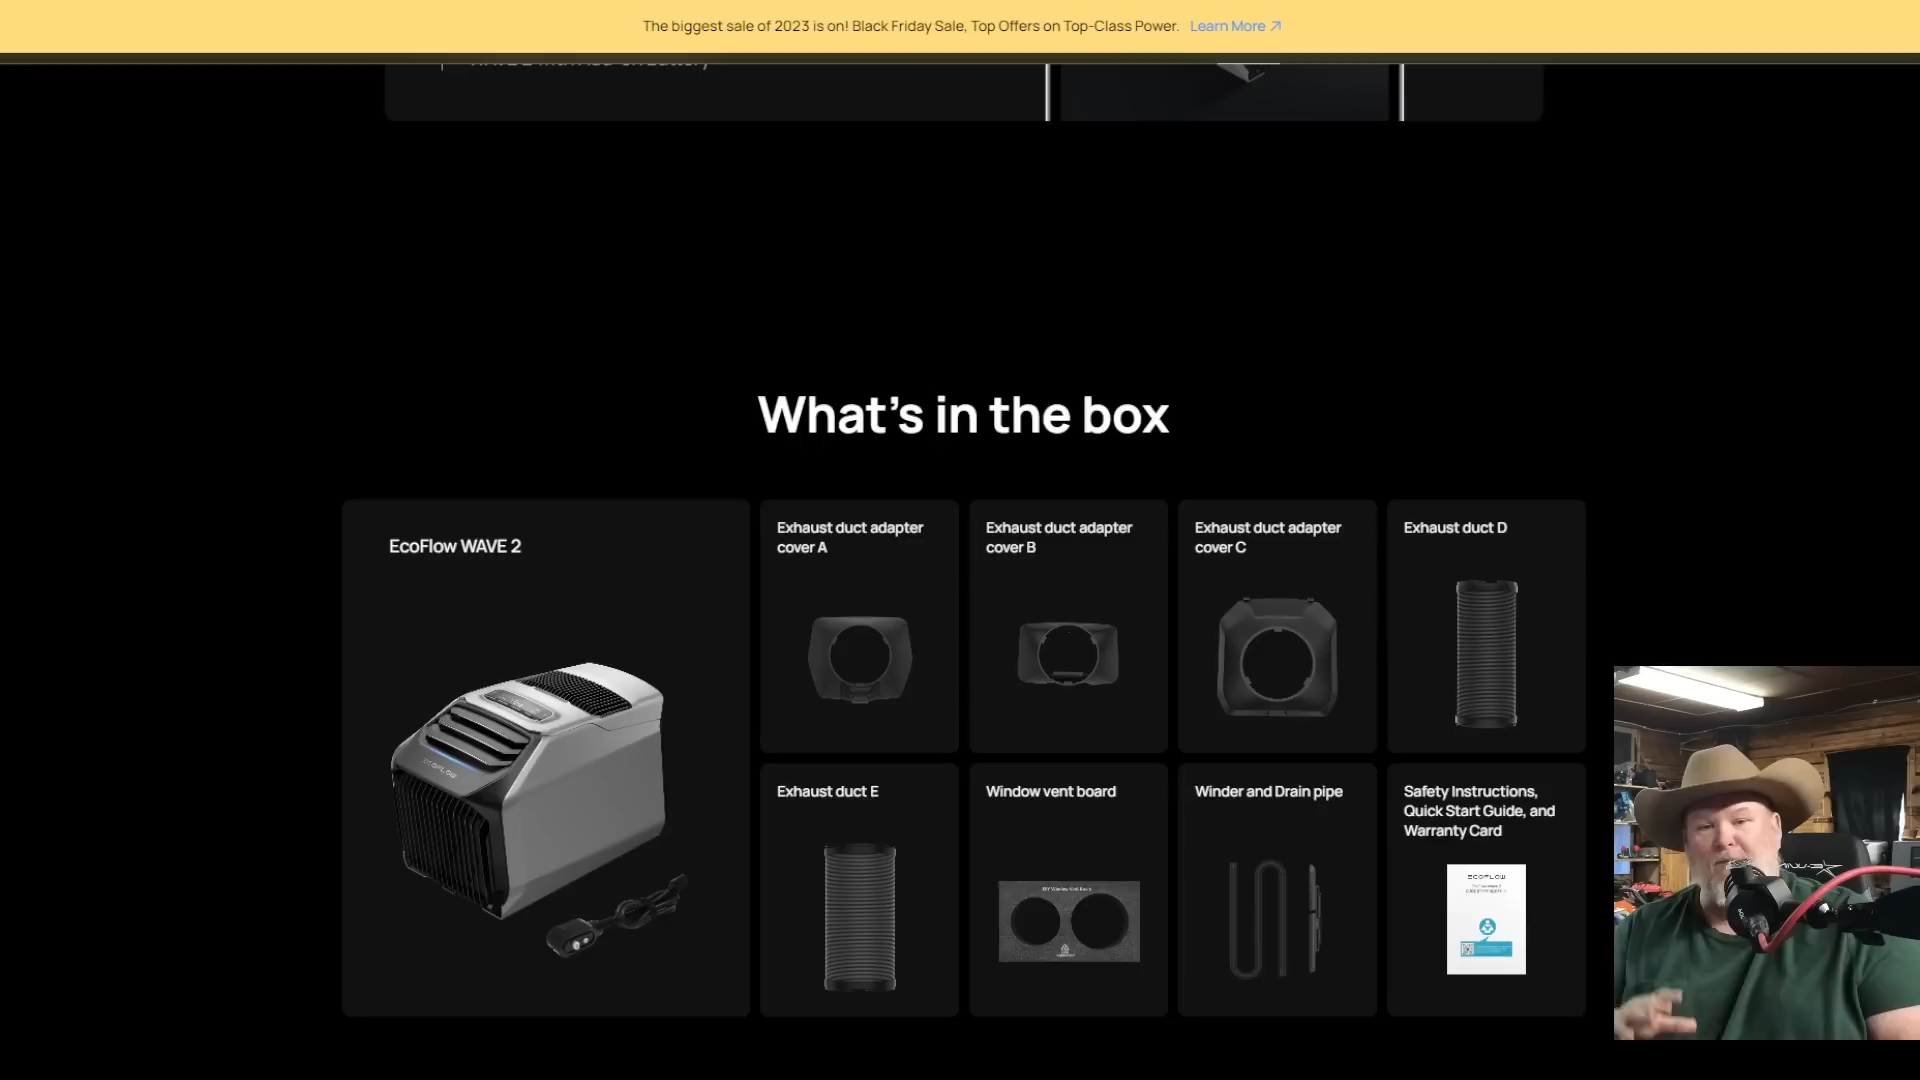 The biggest sale of 2023 is on! Black Friday Sale, Top Offers on Top-Class Power. Learn More
What's in the box
EcoFlow WAVE 2
Exhaust duct adapter
cover A
Exhaust duct adapter
cover B
Exhaust duct adapter
cover C
Exhaust duct D
ECOFLOW
Exhaust duct E
Window vent board
Winder and Drain pipe
Safety Instructions,
Quick Start Guide, and
Warranty Card
ECOFLOW